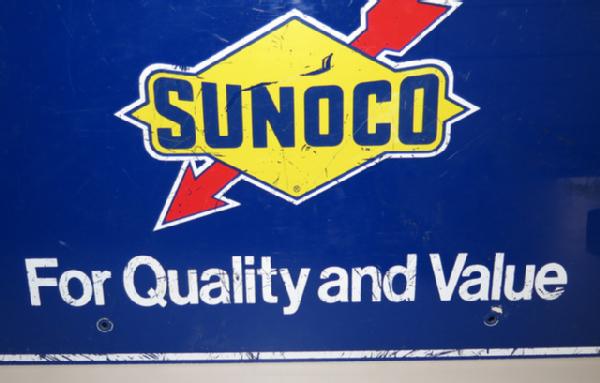 SUNOCO
®
For Quality and Value